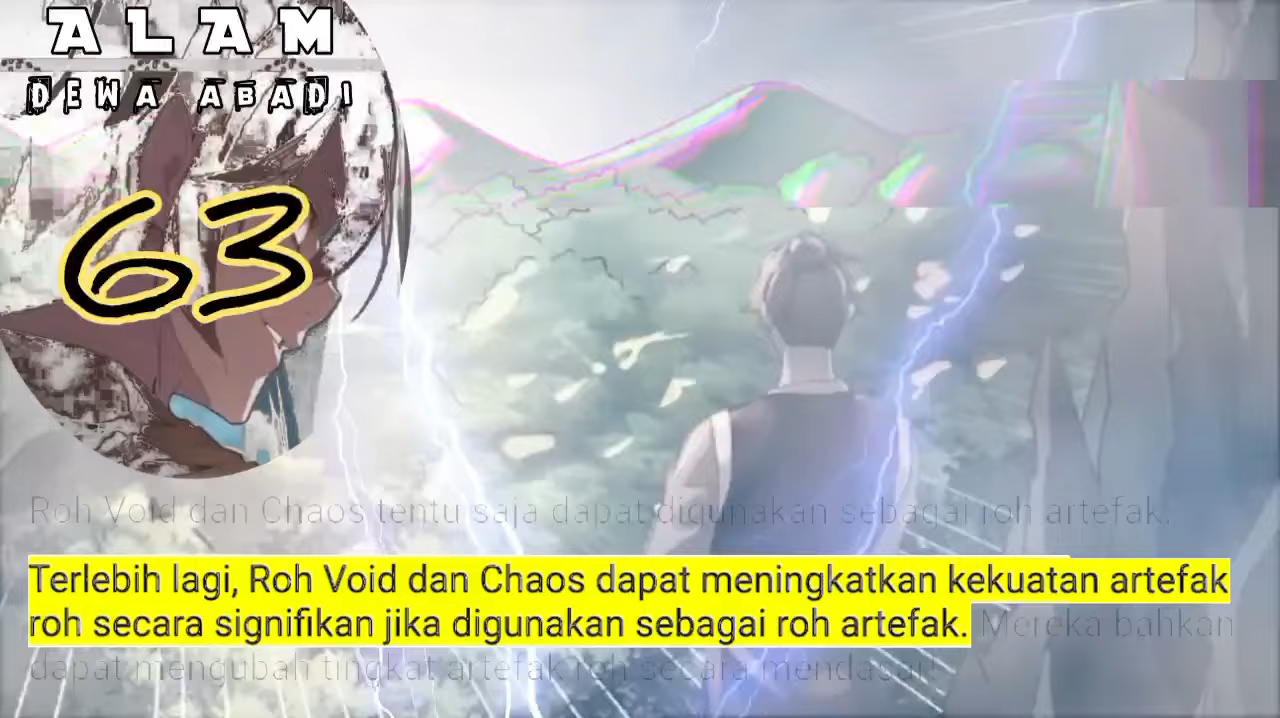 ALAM
DEWA ABADI
63
Roh Void dan Chaos tentu saja dapat digunakan sebagai roh artefak.
Terlebih lagi, Roh Void dan Chaos dapat meningkatkan kekuatan artefak
roh secara signifikan jika digunakan sebagai roh artefak. Mereka bahkan
dapat mengubah tingkat artefak roh secara mendasar!